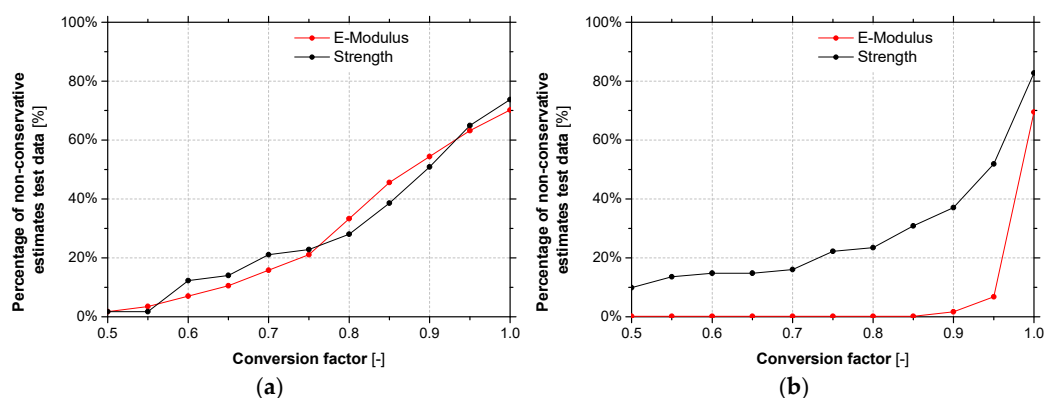 E-Modulus
Strength
100%
80%
60%
40%
20%
0%
0.5 0.6 0.7 0.8 0.9 1.0
Percentage of non-conservative
estimates test data [%]
Conversion factor [-]
(a)
E-Modulus
Strength
100%
80%
60%
40%
20%
0%
0.5 0.6 0.7 0.8 0.9 1.0
Percentage of non-conservative
estimates test data [%]
Conversion factor [-]
(b)